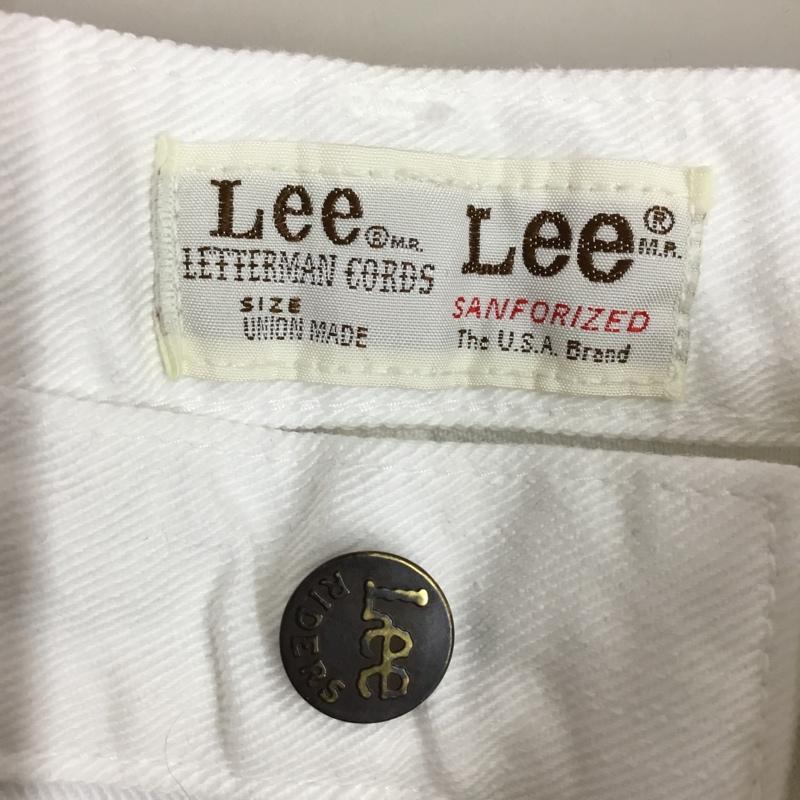 Lee ® M.R.
LETTERMAN CORDS
SIZE
UNION MADE
Lee ® M.R.
SANFORIZED
The U.S.A. Brand
Lee
RIDERS